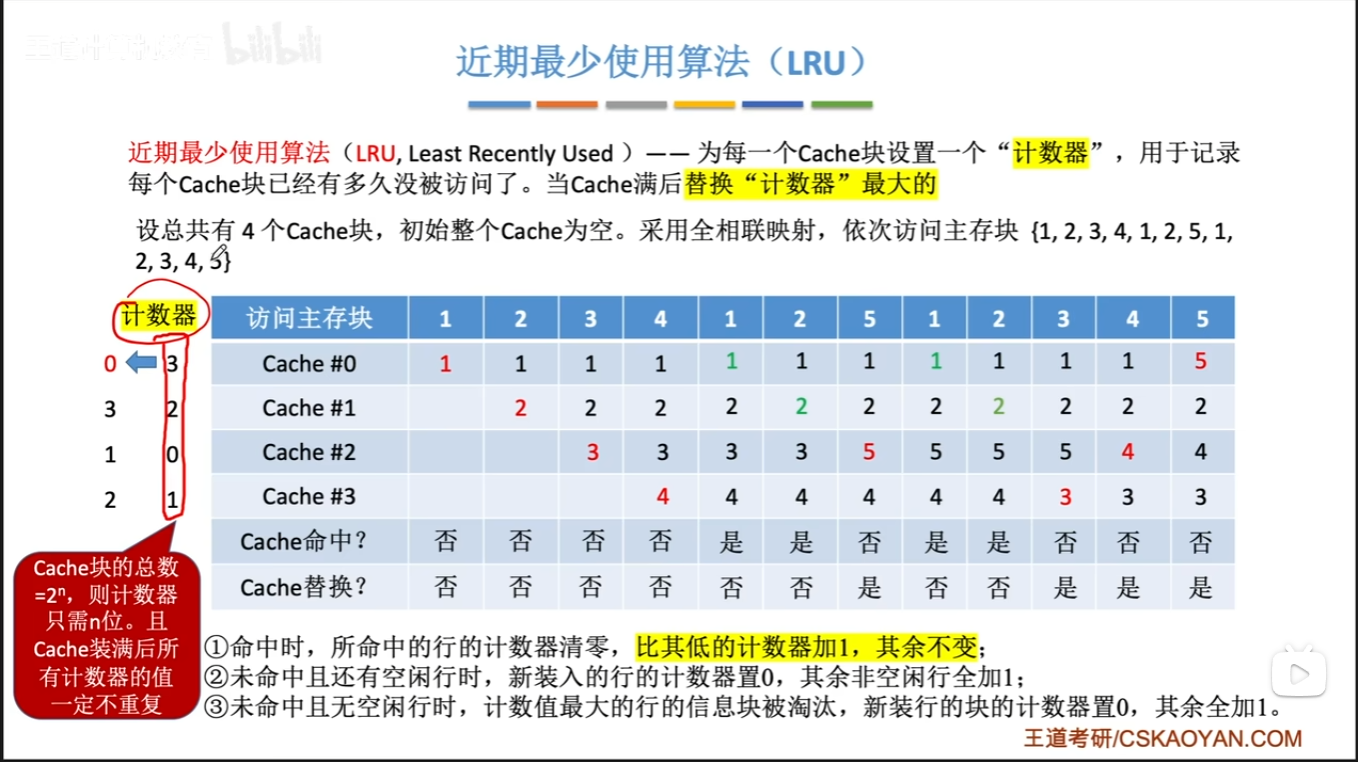 bilibili
近期最少使用算法（LRU）
近期最少使用算法（LRU, Least Recently Used ）—— 为每一个Cache块设置一个“计数器”，用于记录
每个Cache块已经有多久没被访问了。当Cache满后替换“计数器”最大的
设总共有 4 个Cache块，初始整个Cache为空。采用全相联映射，依次访问主存块 {1, 2, 3, 4, 1, 2, 5, 1,
2, 3, 4, 5}
计数器 访问主存块 1 2 3 4 1 2 5 1 2 3 4 5
0 3 Cache #0 1 1 1 1 1 1 1 1 1 1 1 5
3 2 Cache #1 2 2 2 2 2 2 2 2 2 2 2
1 0 Cache #2 3 3 3 3 5 5 5 5 4 4
2 1 Cache #3 4 4 4 4 4 4 3 3 3
Cache命中？ 否 否 否 否 是 是 否 是 是 否 否 否
Cache替换？ 否 否 否 否 否 否 是 否 否 是 是 是
Cache块的总数
=2ⁿ，则计数器
只需n位。且
Cache装满后所
有计数器的值
一定不重复
①命中时，所命中的行的计数器清零，比其低的计数器加1，其余不变；
②未命中且还有空闲行时，新装入的行的计数器置0，其余非空闲行全加1；
③未命中且无空闲行时，计数值最大的行的信息块被淘汰，新装行的块的计数器置0，其余全加1。
王道考研/CSKAOYAN.COM